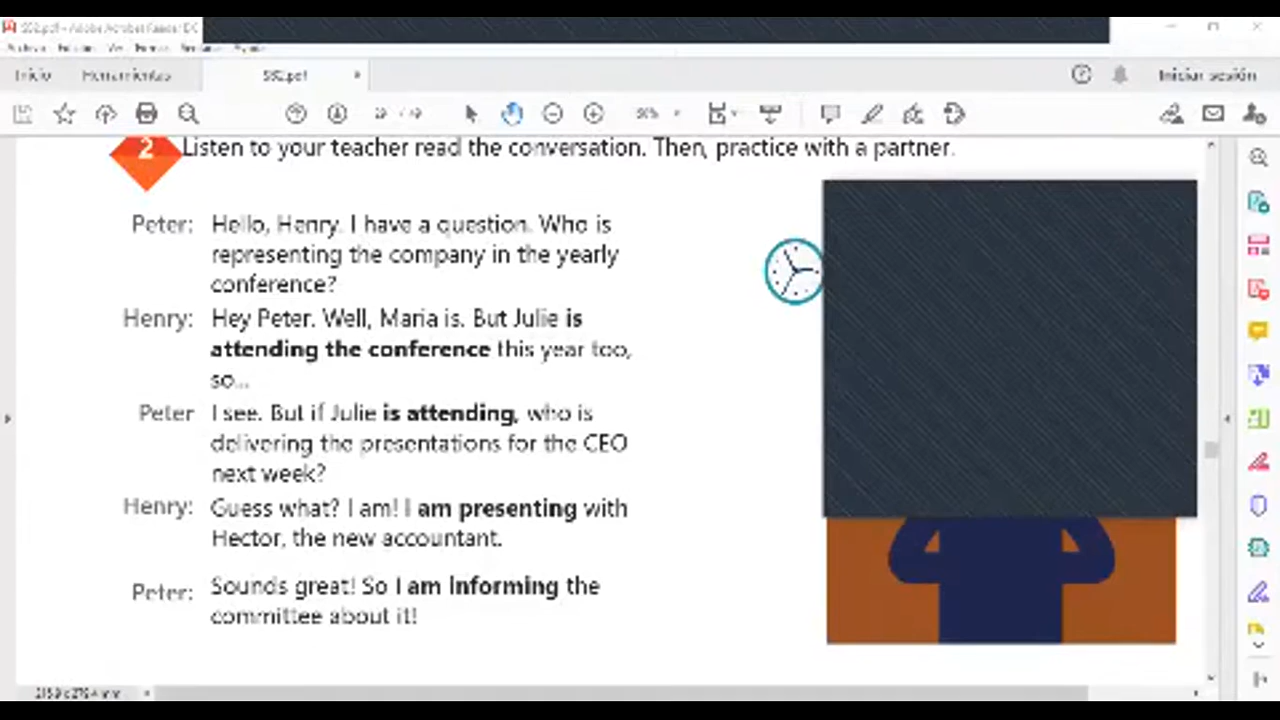 Inicio
Herramientas
Iniciar sesión
2
Listen to your teacher read the conversation. Then, practice with a partner.
Peter: Hello, Henry. I have a question. Who is
representing the company in the yearly
conference?
Henry: Hey Peter. Well, Maria is. But Julie is
attending the conference this year too,
so...
Peter I see. But if Julie is attending, who is
delivering the presentations for the CEO
next week?
Henry: Guess what? I am! I am presenting with
Hector, the new accountant.
Peter: Sounds great! So I am Informing the
committee about it!